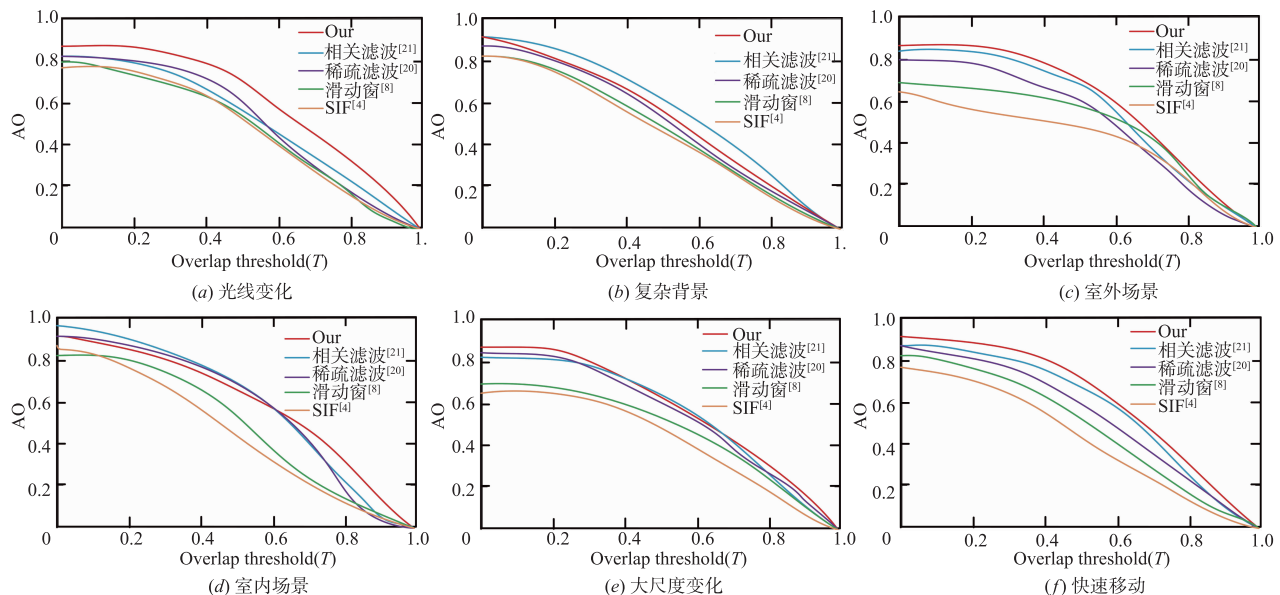 1.0
0.8
0.6
0.4
0.2
0
0.2
0.4
0.6
0.8
1.
AO
Our
相关滤波[21]
稀疏滤波[20]
滑动窗[8]
SIF[4]
Overlap threshold(T)
(a) 光线变化
1.0
0.8
0.6
0.4
0.2
0
0.2
0.4
0.6
0.8
1.
AO
Our
相关滤波[21]
稀疏滤波[20]
滑动窗[8]
SIF[4]
Overlap threshold(T)
(b) 复杂背景
1.0
0.8
0.6
0.4
0.2
0
0.2
0.4
0.6
0.8
1.0
AO
Our
相关滤波[21]
稀疏滤波[20]
滑动窗[8]
SIF[4]
Overlap threshold(T)
(c) 室外场景
1.0
0.8
0.6
0.4
0.2
0
0.2
0.4
0.6
0.8
1.0
AO
Our
相关滤波[21]
稀疏滤波[20]
滑动窗[8]
SIF[4]
Overlap threshold(T)
(d) 室内场景
1.0
0.8
0.6
0.4
0.2
0
0.2
0.4
0.6
0.8
1.0
AO
Our
相关滤波[21]
稀疏滤波[20]
滑动窗[8]
SIF[4]
Overlap threshold(T)
(e) 大尺度变化
1.0
0.8
0.6
0.4
0.2
0
0.2
0.4
0.6
0.8
1.0
AO
Our
相关滤波[21]
稀疏滤波[20]
滑动窗[8]
SIF[4]
Overlap threshold(T)
(f) 快速移动